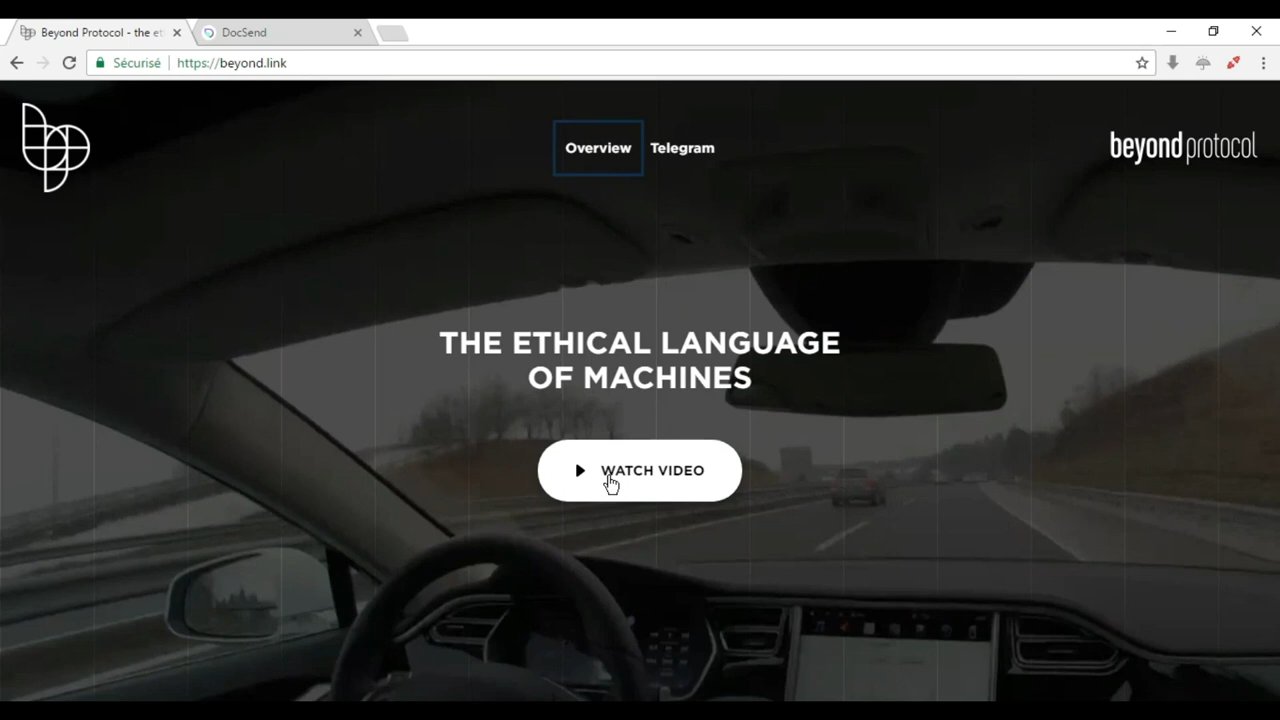 Beyond Protocol - the et
DocSend
Sécurisé
https://beyond.link
Overview
Telegram
beyond protocol
THE ETHICAL LANGUAGE
OF MACHINES
WATCH VIDEO